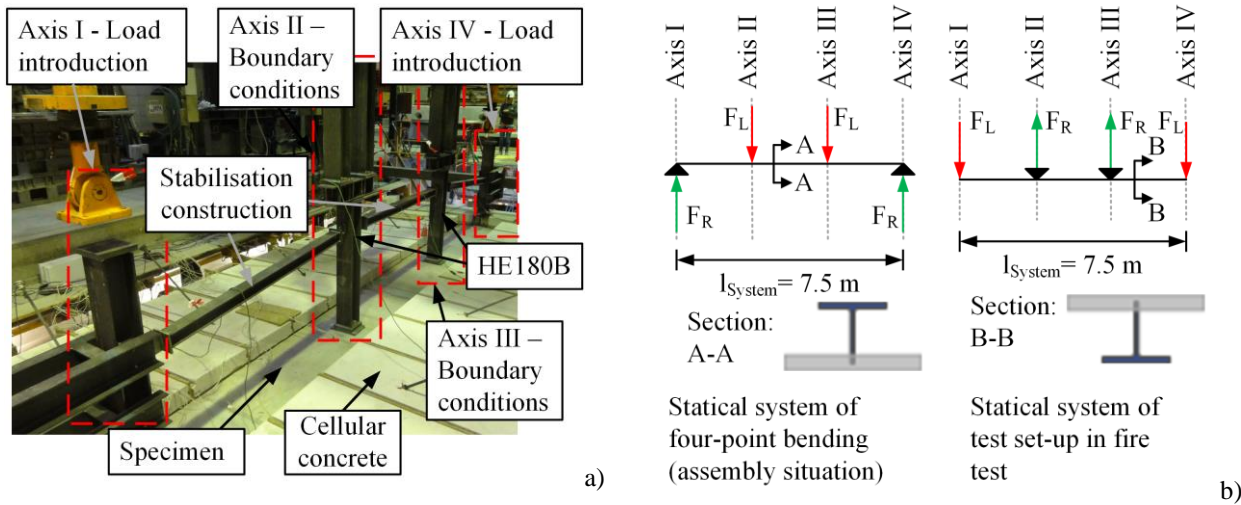 Axis I - Load
introduction
Axis II –
Boundary
conditions
Axis IV - Load
introduction
Stabilisation
construction
HE180B
Axis III –
Boundary
conditions
Specimen
Cellular
concrete
a)
Axis I
Axis II
Axis III
Axis IV
F_L
F_L
A
A
F_R
F_R
l_System= 7.5 m
Section:
A-A
Statical system of
four-point bending
(assembly situation)
Axis I
Axis II
Axis III
Axis IV
F_L
F_R
F_R
F_L
B
B
l_System= 7.5 m
Section:
B-B
Statical system of
test set-up in fire
test
b)